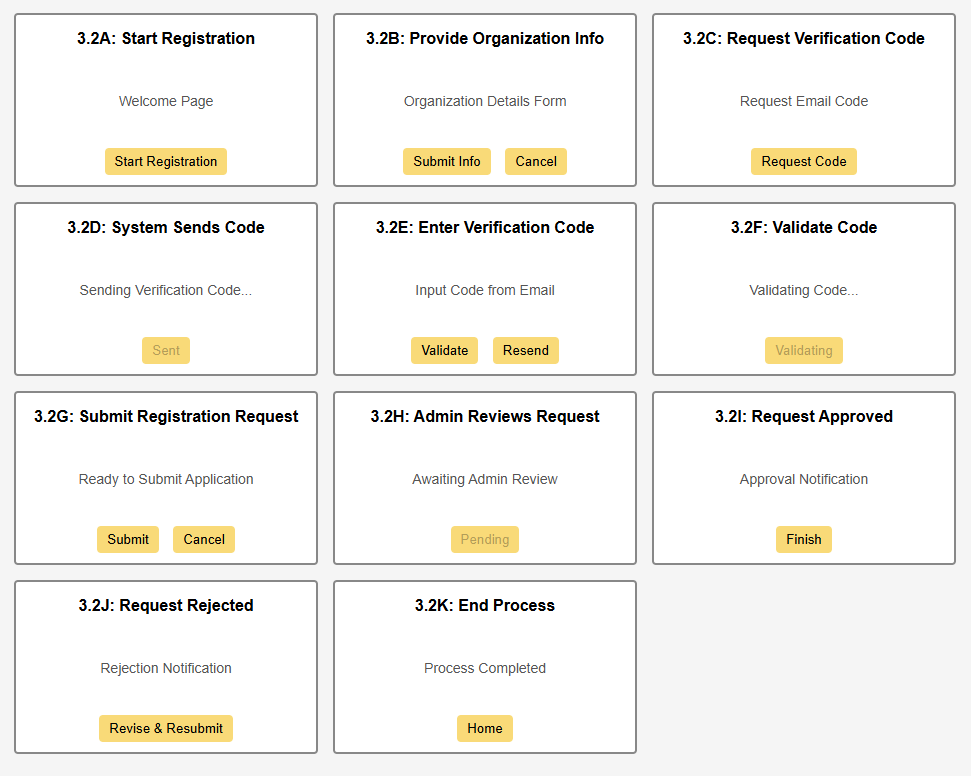 3.2A: Start Registration
Welcome Page
Start Registration
3.2B: Provide Organization Info
Organization Details Form
Submit Info
Cancel
3.2C: Request Verification Code
Request Email Code
Request Code
3.2D: System Sends Code
Sending Verification Code...
Sent
3.2E: Enter Verification Code
Input Code from Email
Validate
Resend
3.2F: Validate Code
Validating Code...
Validating
3.2G: Submit Registration Request
Ready to Submit Application
Submit
Cancel
3.2H: Admin Reviews Request
Awaiting Admin Review
Pending
3.2I: Request Approved
Approval Notification
Finish
3.2J: Request Rejected
Rejection Notification
Revise & Resubmit
3.2K: End Process
Process Completed
Home